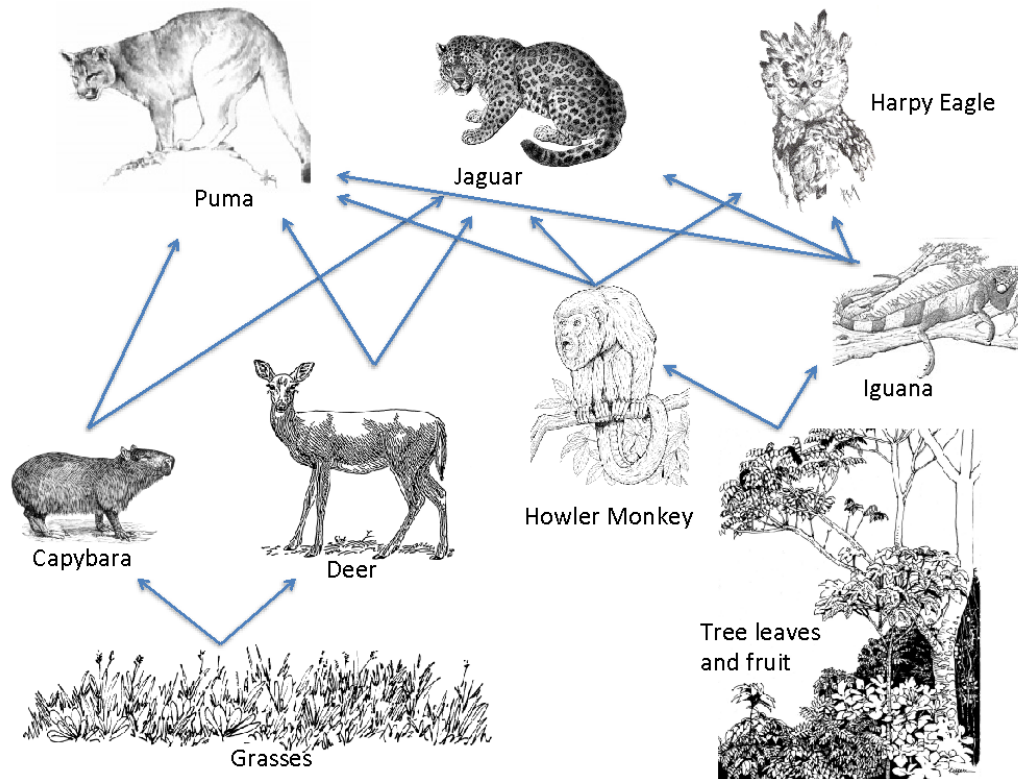 Harpy Eagle
Jaguar
Puma
Iguana
Howler Monkey
Capybara
Deer
Tree leaves
and fruit
Grasses